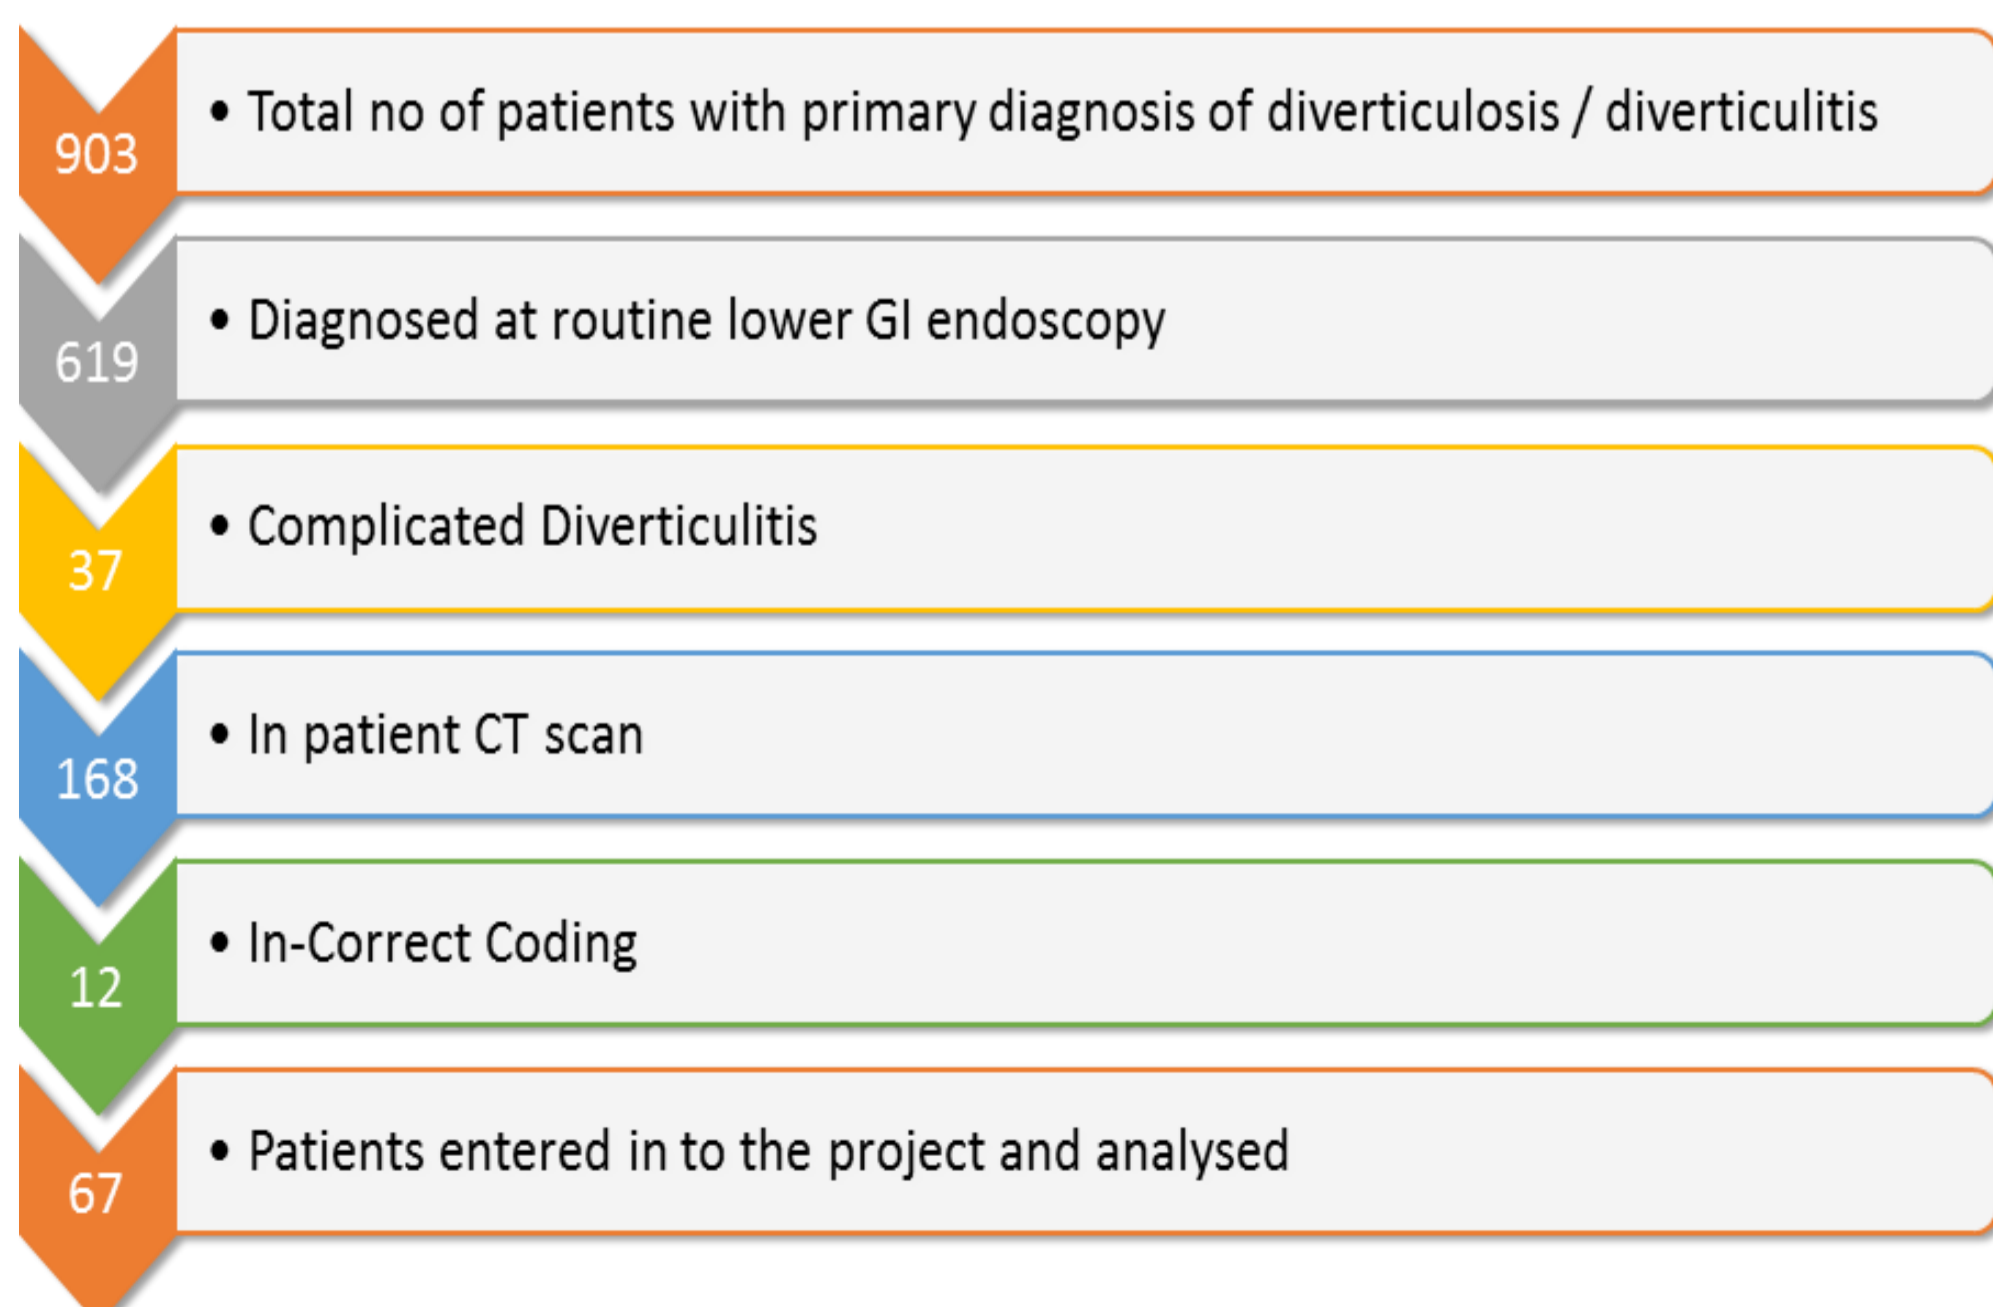 903
• Total no of patients with primary diagnosis of diverticulosis / diverticulitis
619
• Diagnosed at routine lower GI endoscopy
37
• Complicated Diverticulitis
168
• In patient CT scan
12
• In-Correct Coding
67
• Patients entered in to the project and analysed